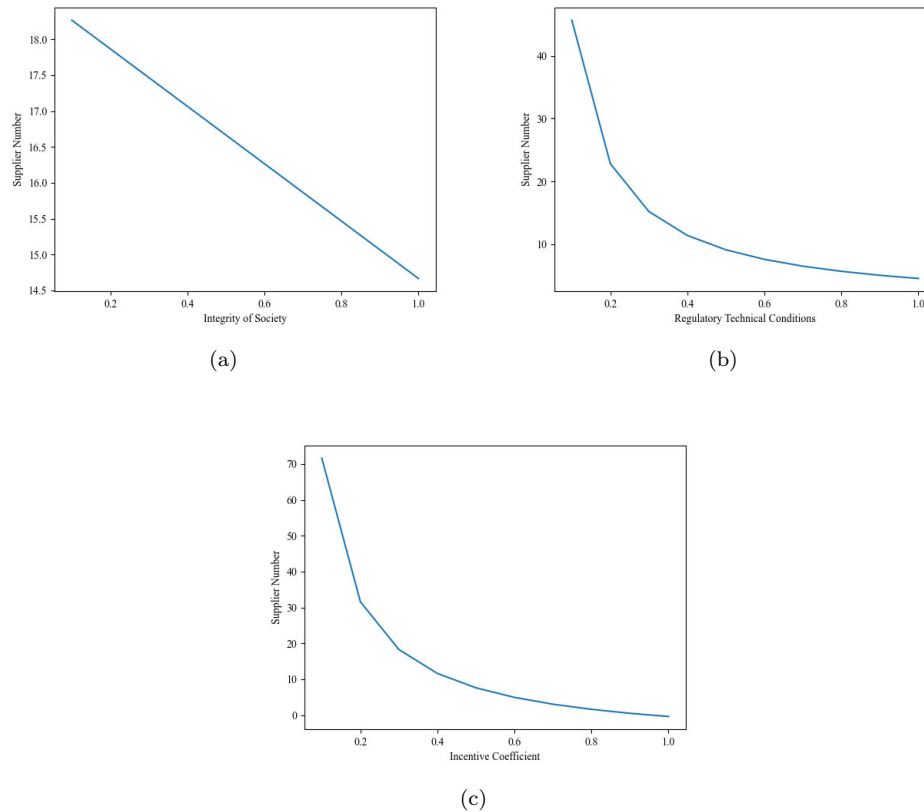 18.0
17.5
17.0
16.5
16.0
15.5
15.0
14.5
Supplier Number
0.2 0.4 0.6 0.8 1.0
Integrity of Society
(a)
40
30
20
10
Supplier Number
0.2 0.4 0.6 0.8 1.0
Regulatory Technical Conditions
(b)
70
60
50
40
30
20
10
0
Supplier Number
0.2 0.4 0.6 0.8 1.0
Incentive Coefficient
(c)